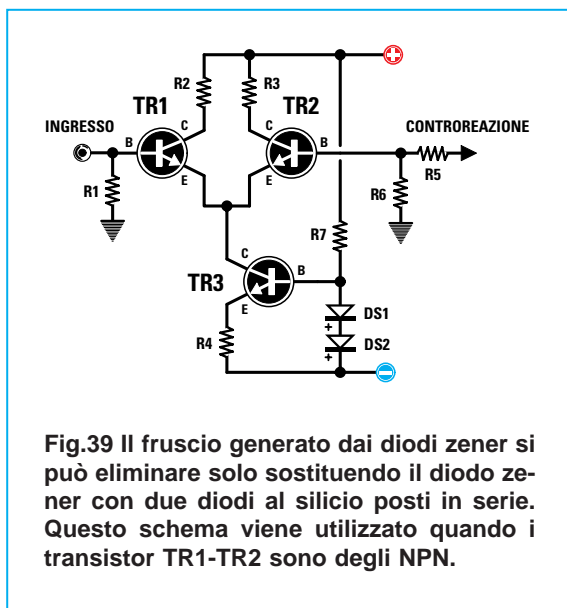 R2
R3
TR1
TR2
INGRESSO
B
C
C
B
CONTROREAZIONE
R1
E
E
R5
R6
R7
C
B
TR3
E
R4
DS1
+
DS2
+
Fig.39 Il fruscio generato dai diodi zener si
può eliminare solo sostituendo il diodo ze-
ner con due diodi al silicio posti in serie.
Questo schema viene utilizzato quando i
transistor TR1-TR2 sono degli NPN.